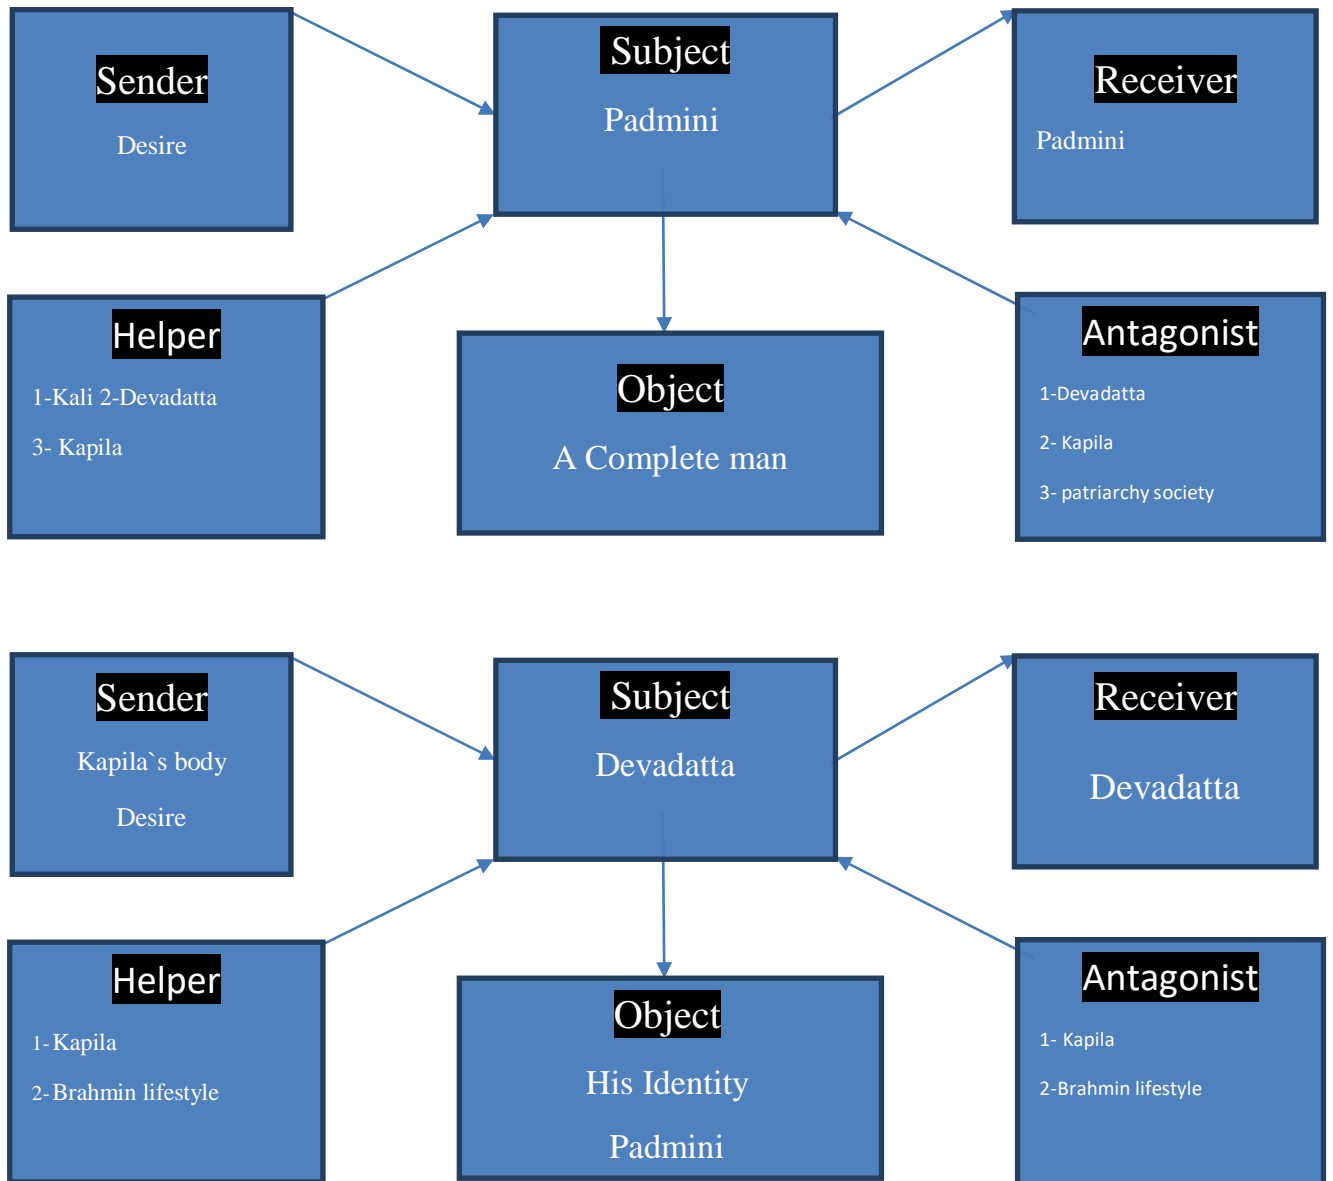 Sender
Desire
Subject
Padmini
Receiver
Padmini
Helper
1-Kali 2-Devadatta
3- Kapila
Object
A Complete man
Antagonist
1-Devadatta
2- Kapila
3- patriarchy society
Sender
Kapila`s body
Desire
Subject
Devadatta
Receiver
Devadatta
Helper
1-Kapila
2-Brahmin lifestyle
Object
His Identity
Padmini
Antagonist
1- Kapila
2-Brahmin lifestyle